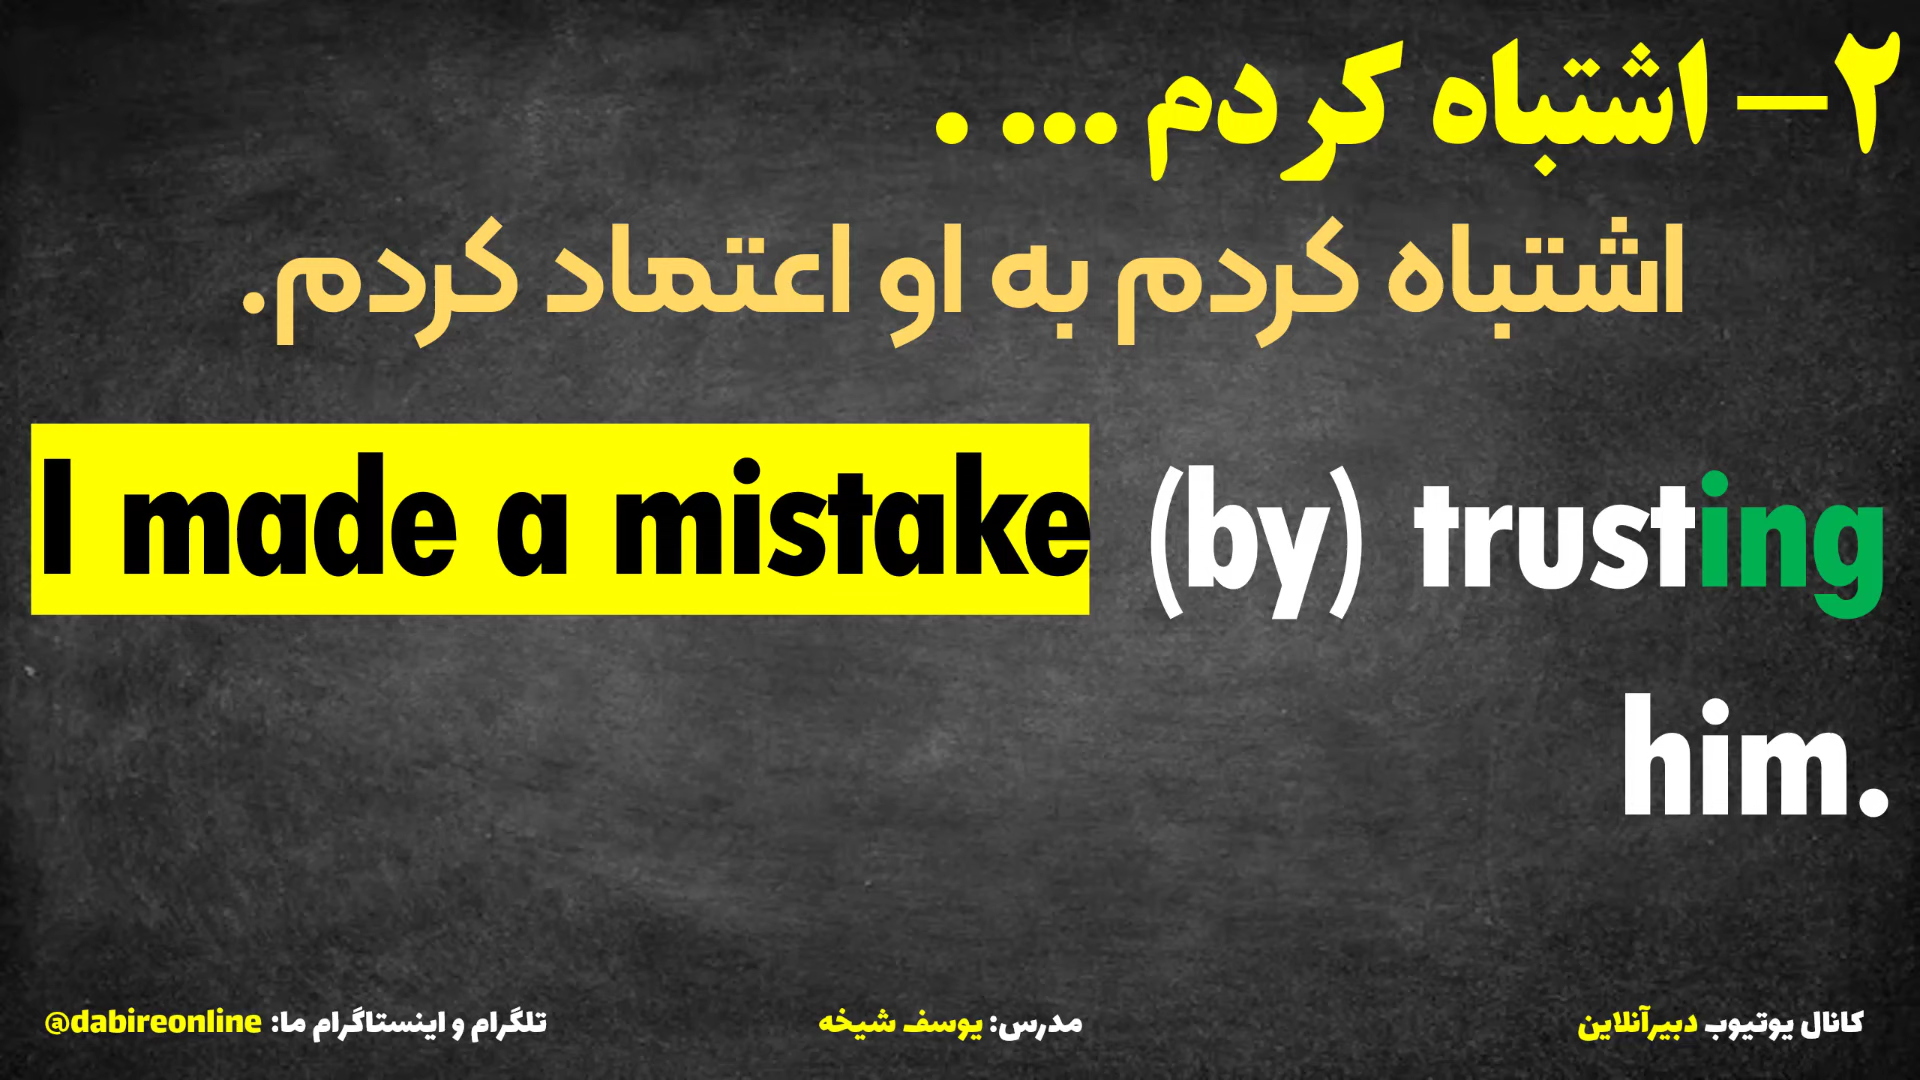 ۲– اشتباه کردم ... .
اشتباه کردم به او اعتماد کردم.
I made a mistake (by) trusting
him.
کانال یوتیوب دبیرآنلاین
مدرس: یوسف شیخه
تلگرام و اینستاگرام ما: @dabireonline